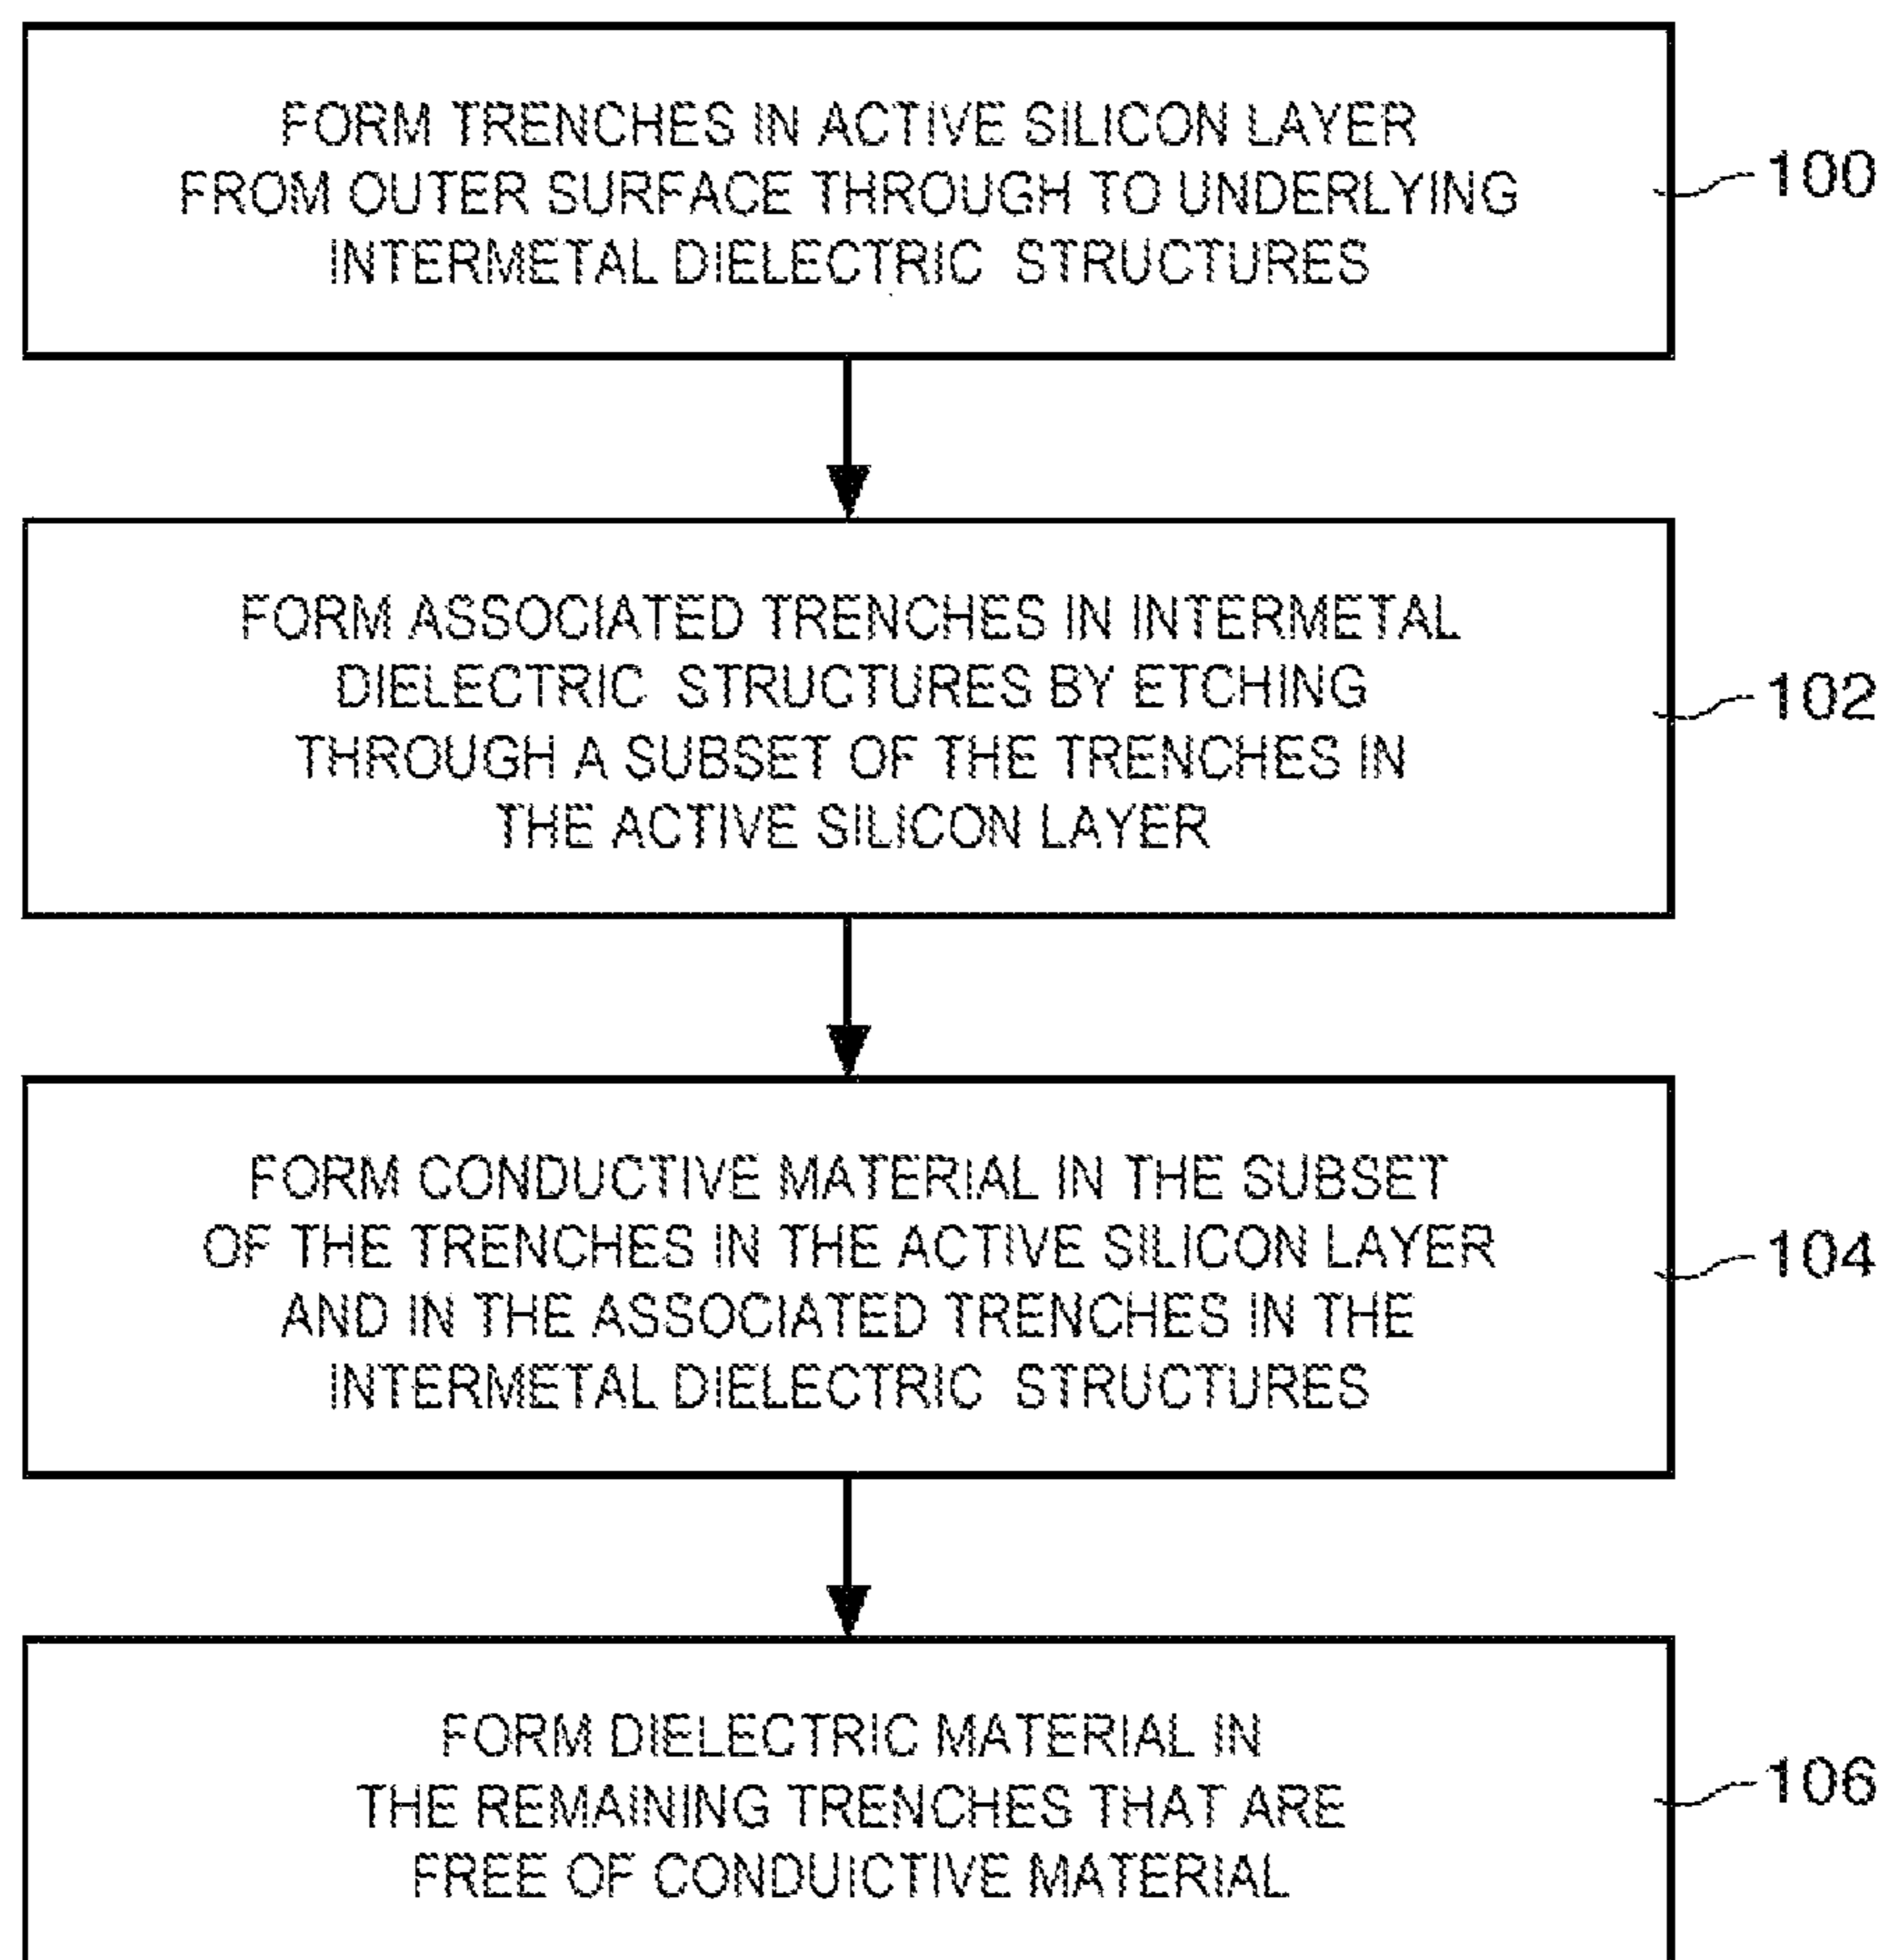 FORM TRENCHES IN ACTIVE SILICON LAYER
FROM OUTER SURFACE THROUGH TO UNDERLYING
INTERMETAL DIELECTRIC STRUCTURES
100
FORM ASSOCIATED TRENCHES IN INTERMETAL
DIELECTRIC STRUCTURES BY ETCHING
THROUGH A SUBSET OF THE TRENCHES IN
THE ACTIVE SILICON LAYER
102
FORM CONDUCTIVE MATERIAL IN THE SUBSET
OF THE TRENCHES IN THE ACTIVE SILICON LAYER
AND IN THE ASSOCIATED TRENCHES IN THE
INTERMETAL DIELECTRIC STRUCTURES
104
FORM DIELECTRIC MATERIAL IN
THE REMAINING TRENCHES THAT ARE
FREE OF CONDUICTIVE MATERIAL
106